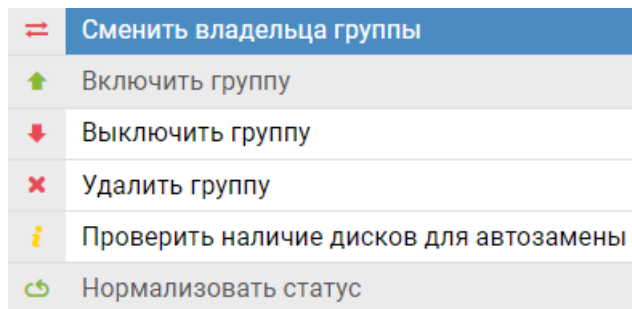 Сменить владельца группы
Включить группу
Выключить группу
Удалить группу
Проверить наличие дисков для автозамены
Нормализовать статус